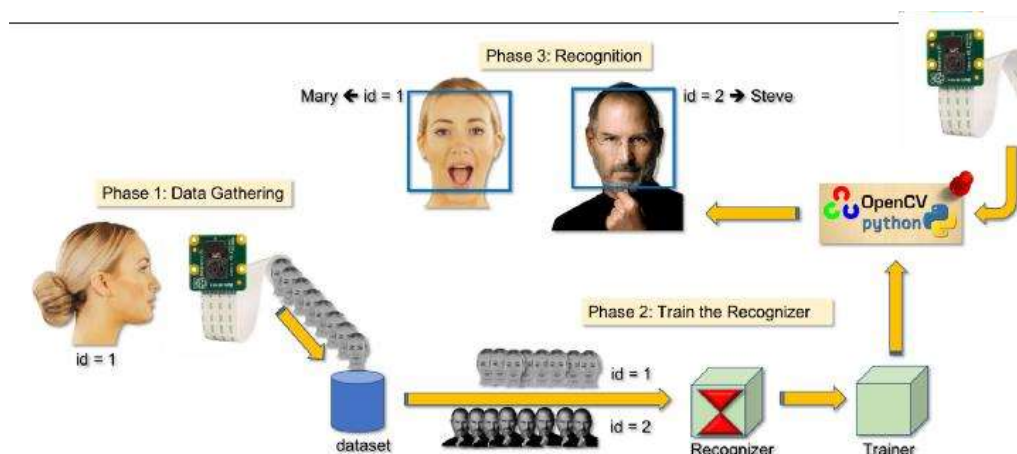 Phase 3: Recognition
Mary ← id = 1
id = 2 → Steve
Phase 1: Data Gathering
OpenCV
python
id = 1
Phase 2: Train the Recognizer
id = 1
id = 2
dataset
Recognizer
Trainer